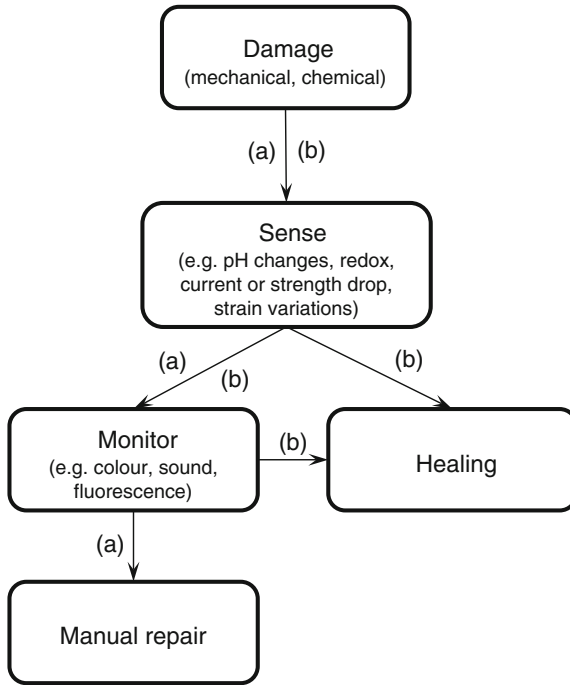 Damage
(mechanical, chemical)
(a) (b)
Sense
(e.g. pH changes, redox,
current or strength drop,
strain variations)
(a)
(b)
(b)
Monitor
(e.g. colour, sound,
fluorescence)
(b)
Healing
(a)
Manual repair